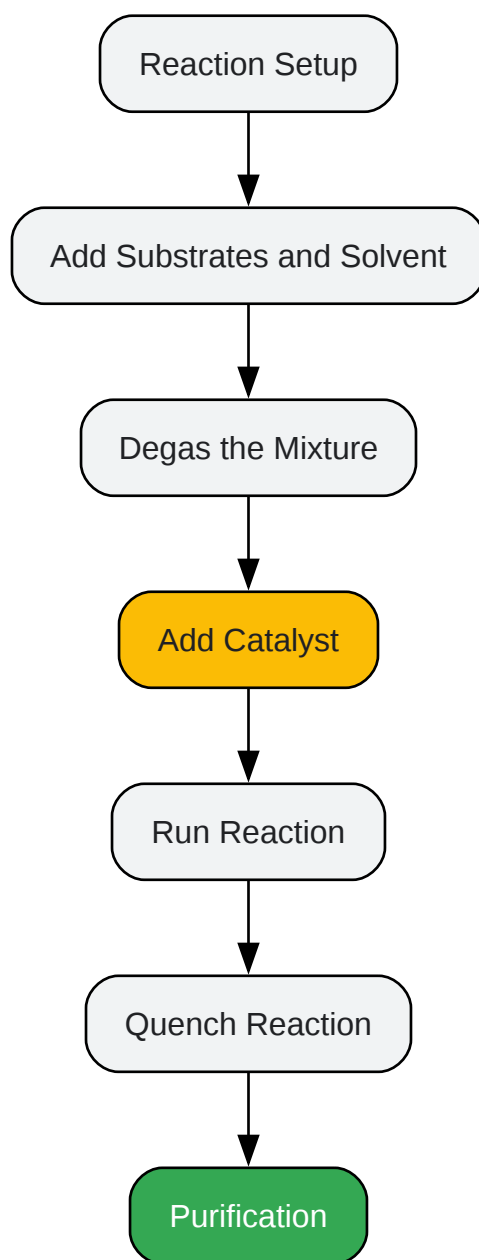 Reaction Setup
Add Substrates and Solvent
Degas the Mixture
Add Catalyst
Run Reaction
Quench Reaction
Purification